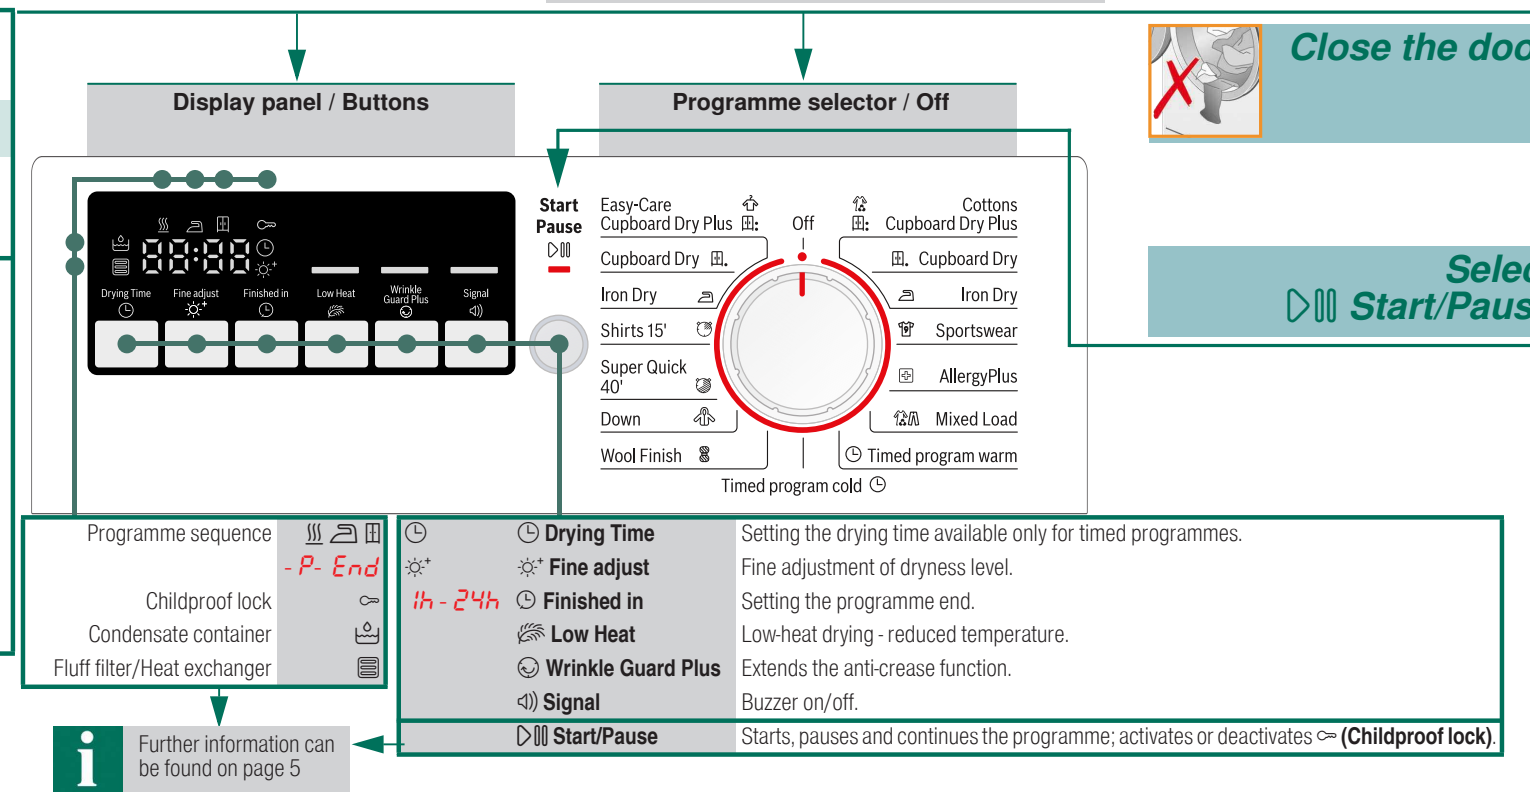 Display panel / Buttons
Programme selector / Off
Close the doo
Selec
Start/Paus
88:88
Drying Time
Fine adjust
Finished in
Low Heat
Wrinkle
Guard Plus
Signal
Start
Pause
Easy-Care
Cupboard Dry Plus
Cupboard Dry
Iron Dry
Shirts 15'
Super Quick
40'
Down
Wool Finish
Off
Cottons
Cupboard Dry Plus
Cupboard Dry
Iron Dry
Sportswear
AllergyPlus
Mixed Load
Timed program warm
Timed program cold
Programme sequence
-P- End
Childproof lock
Condensate container
Fluff filter/Heat exchanger
Drying Time Setting the drying time available only for timed programmes.
Fine adjust Fine adjustment of dryness level.
1h - 24h Finished in Setting the programme end.
Low Heat Low-heat drying - reduced temperature.
Wrinkle Guard Plus Extends the anti-crease function.
Signal Buzzer on/off.
Start/Pause Starts, pauses and continues the programme; activates or deactivates (Childproof lock).
i
Further information can
be found on page 5